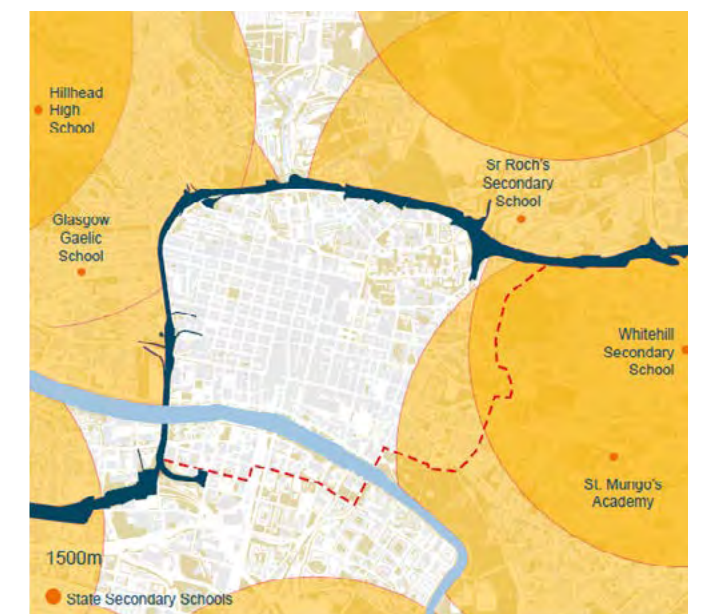 Hillhead
High
School
Sr Roch's
Secondary
School
Glasgow
Gaelic
School
Whitehill
Secondary
School
St. Mungo's
Academy
1500m
State Secondary Schools